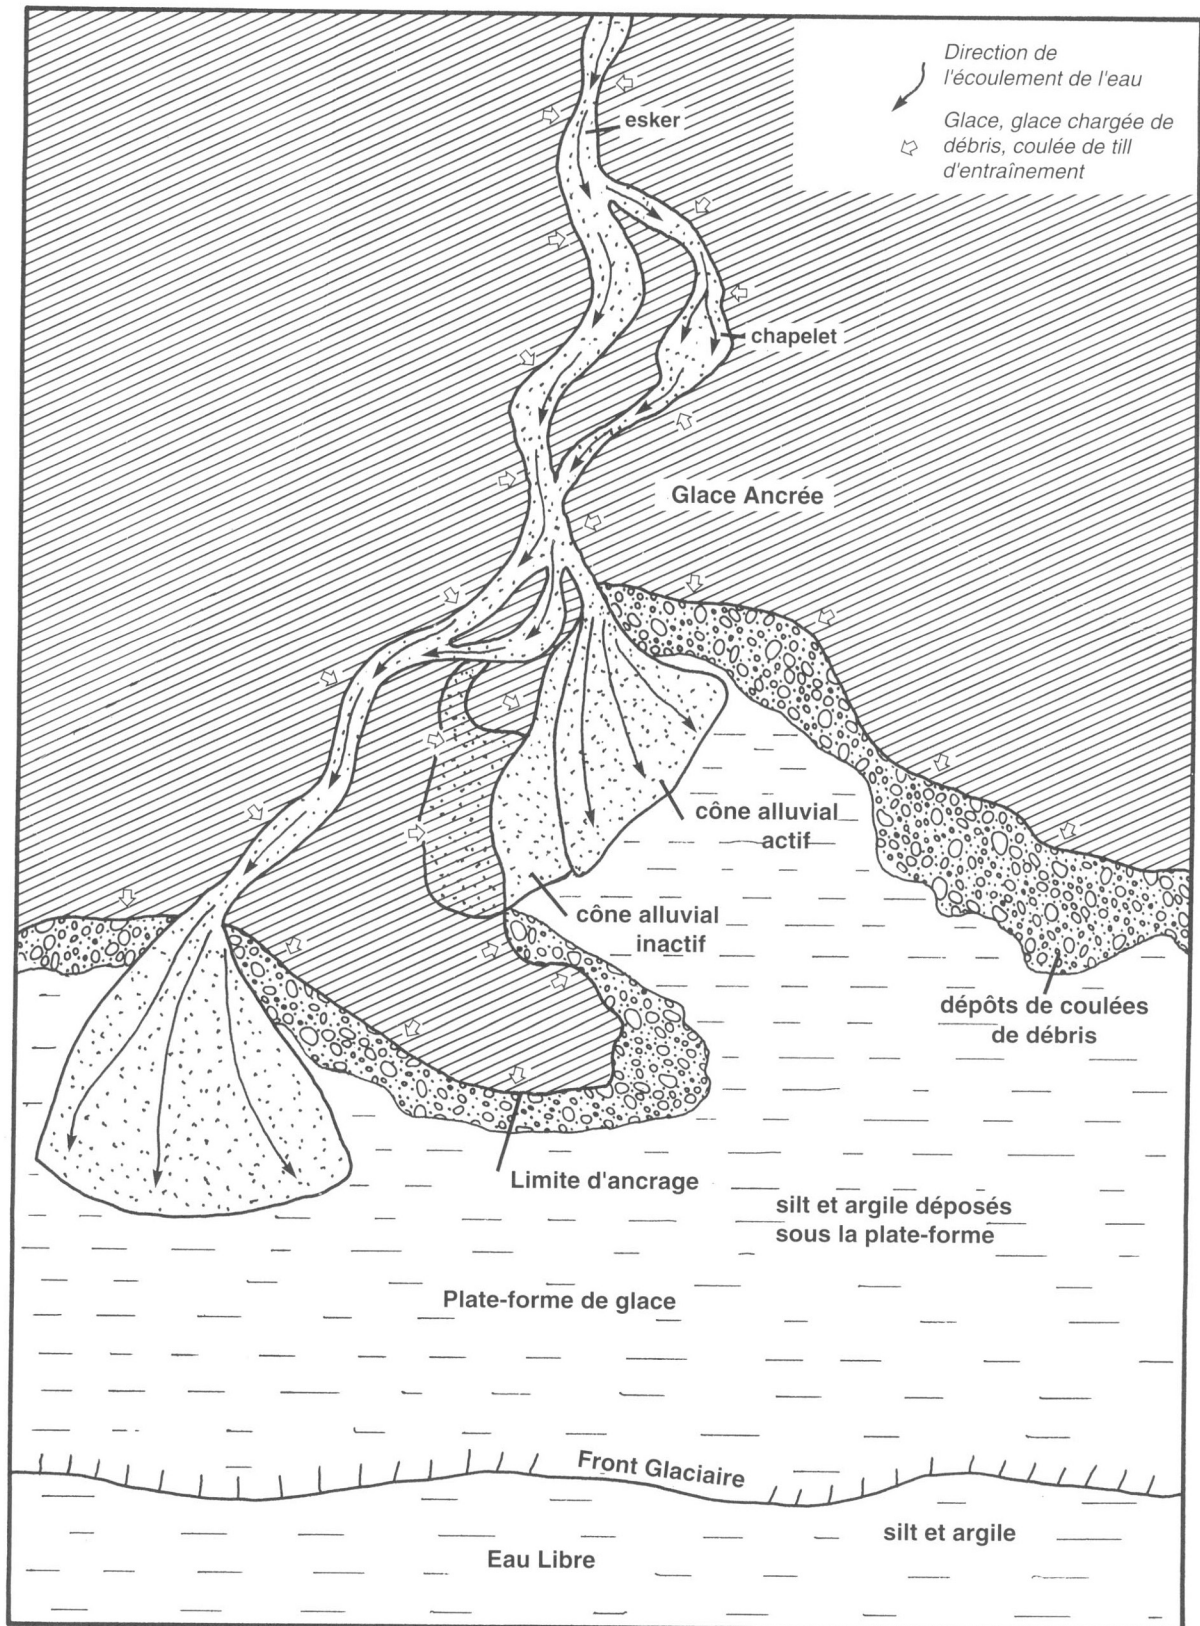 Direction de
l'écoulement de l'eau
Glace, glace chargée de
débris, coulée de till
d'entraînement
esker
chapelet
Glace Ancrée
cône alluvial
actif
cône alluvial
inactif
dépôts de coulées
de débris
Limite d'ancrage
silt et argile déposés
sous la plate-forme
Plate-forme de glace
Front Glaciaire
silt et argile
Eau Libre